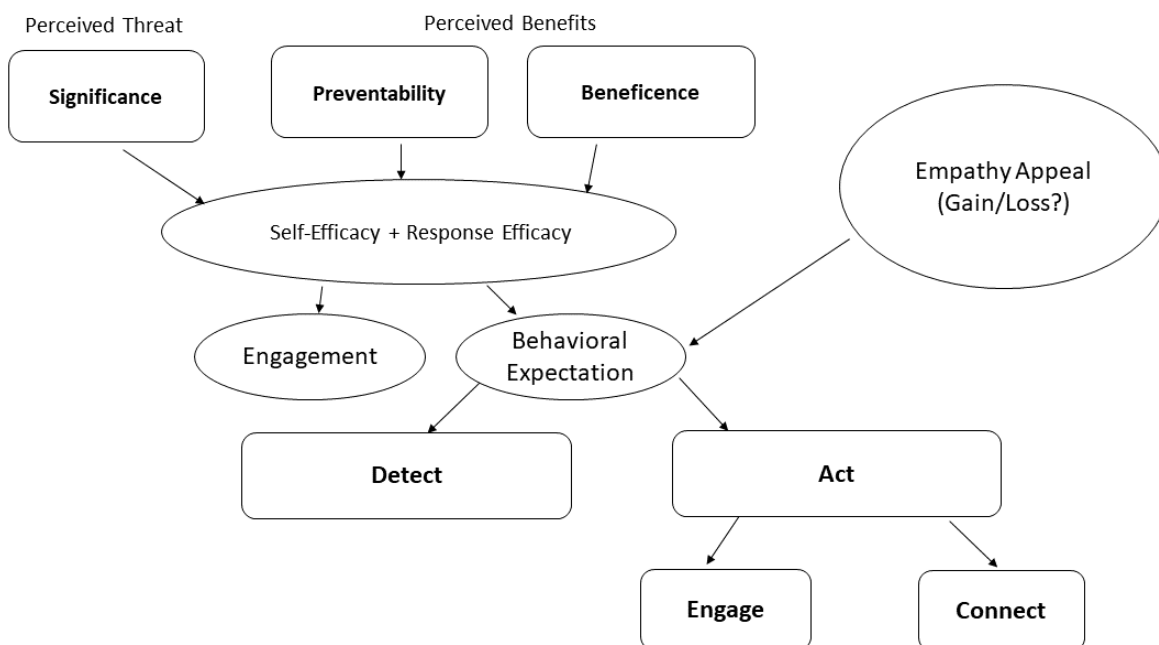 Perceived Threat
Perceived Benefits
Significance
Preventability
Beneficence
Empathy Appeal
(Gain/Loss?)
Self-Efficacy + Response Efficacy
Engagement
Behavioral
Expectation
Detect
Act
Engage
Connect